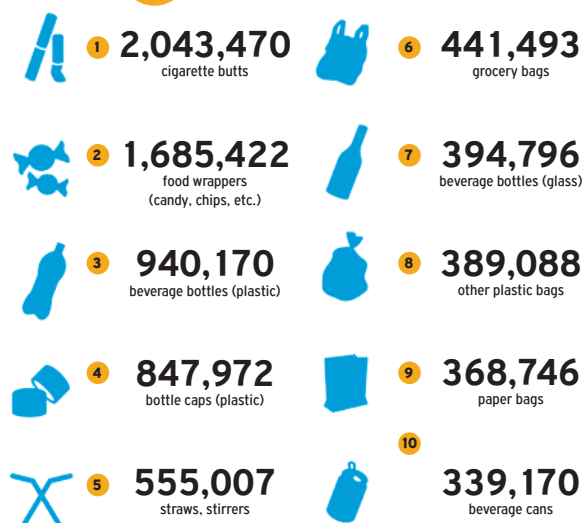 1 2,043,470
cigarette butts
2 1,685,422
food wrappers
(candy, chips, etc.)
3 940,170
beverage bottles (plastic)
4 847,972
bottle caps (plastic)
5 555,007
straws, stirrers
6 441,493
grocery bags
7 394,796
beverage bottles (glass)
8 389,088
other plastic bags
9 368,746
paper bags
10
339,170
beverage cans